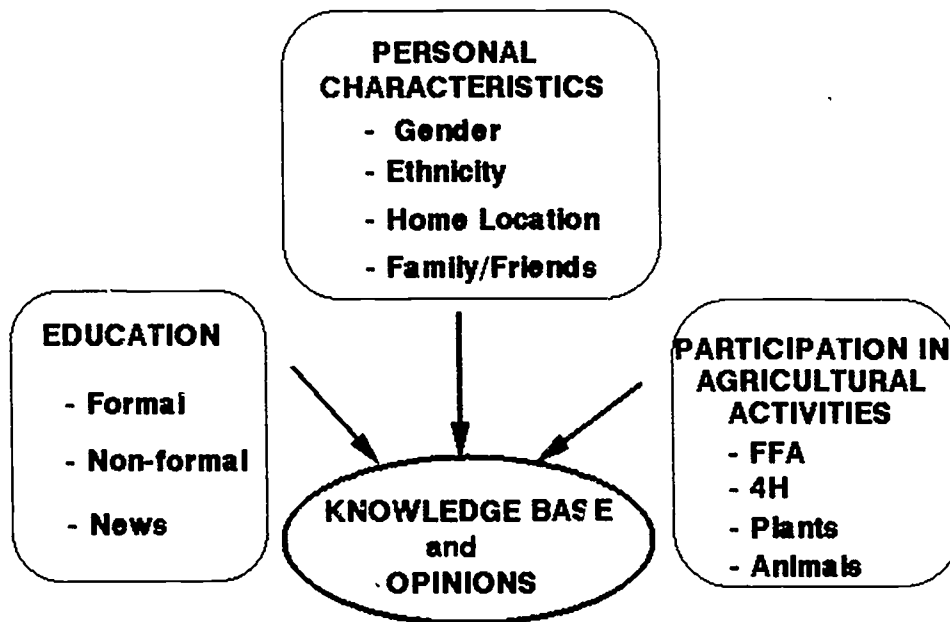 PERSONAL
CHARACTERISTICS
- Gender
- Ethnicity
- Home Location
- Family/Friends
EDUCATION
- Formal
- Non-formal
- News
PARTICIPATION IN
AGRICULTURAL
ACTIVITIES
- FFA
- 4H
- Plants
- Animals
KNOWLEDGE BASE
and
OPINIONS